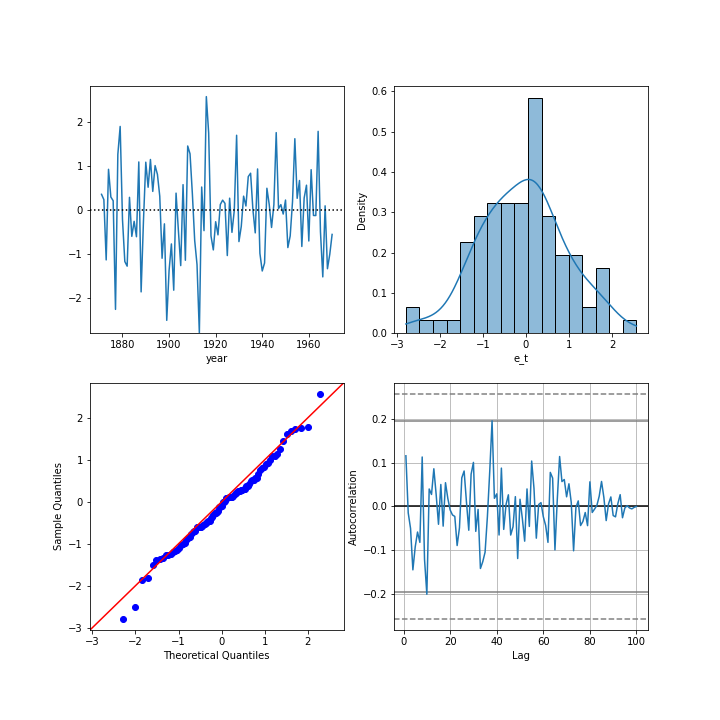 2
1
0
−1
−2
1880 1900 1920 1940 1960
year
Density
0.6
0.5
0.4
0.3
0.2
0.1
0.0
−3 −2 −1 0 1 2
e_t
Sample Quantiles
2
1
0
−1
−2
−3
−3 −2 −1 0 1 2
Theoretical Quantiles
Autocorrelation
0.2
0.1
0.0
−0.1
−0.2
0 20 40 60 80 100
Lag